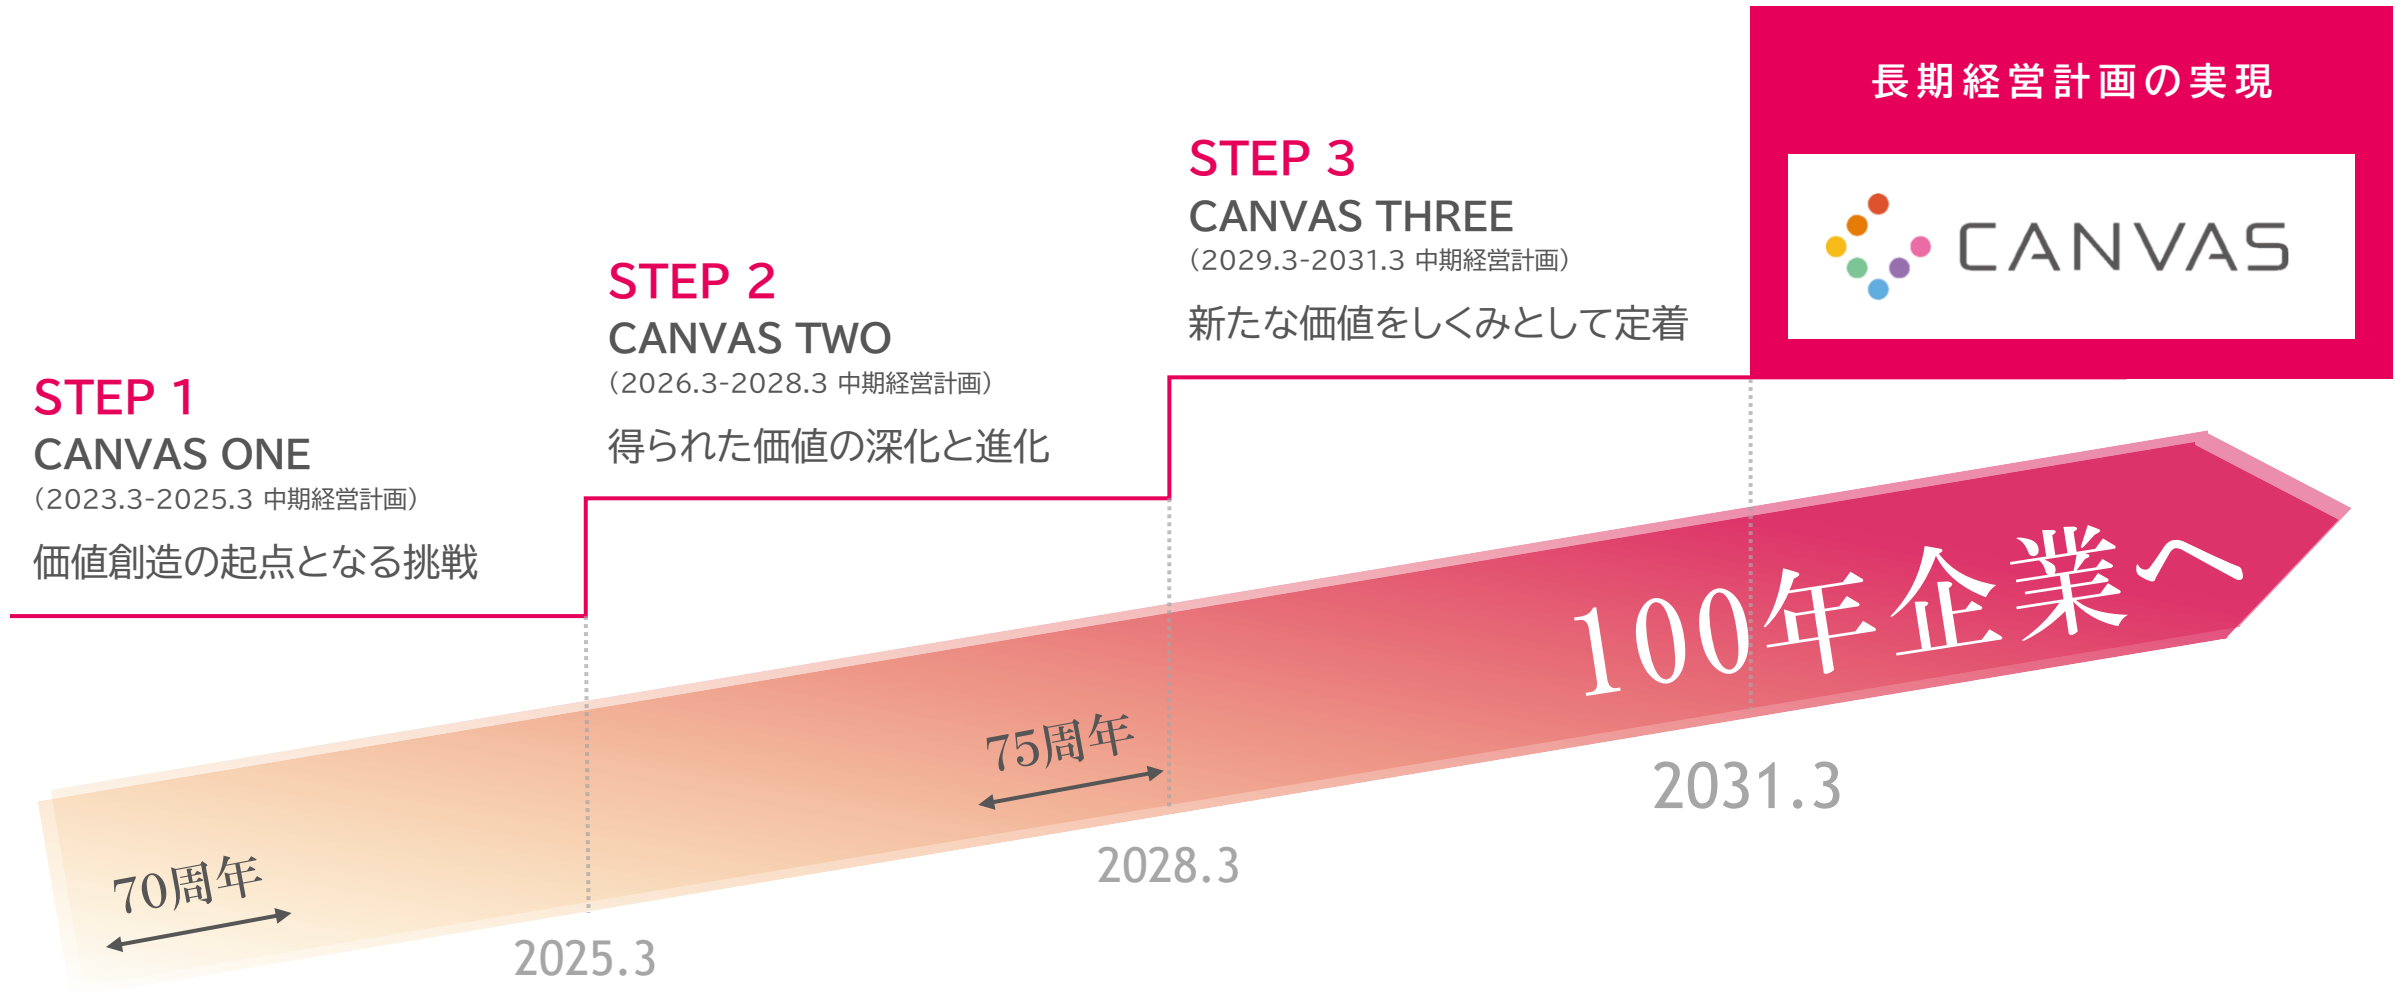 STEP 1
CANVAS ONE
（2023.3-2025.3 中期経営計画）
価値創造の起点となる挑戦
STEP 2
CANVAS TWO
（2026.3-2028.3 中期経営計画）
得られた価値の深化と進化
STEP 3
CANVAS THREE
（2029.3-2031.3 中期経営計画）
新たな価値をしくみとして定着
長期経営計画の実現
CANVAS
100年企業へ
75周年
70周年
2025.3
2028.3
2031.3